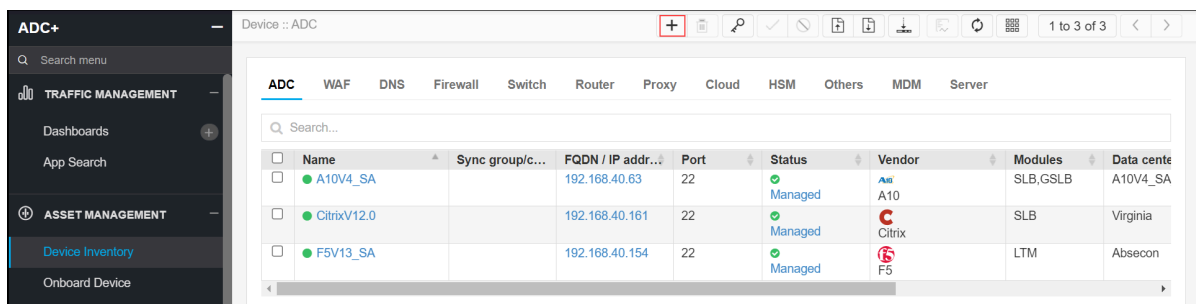 ADC+
Search menu
TRAFFIC MANAGEMENT
Dashboards
App Search
ASSET MANAGEMENT
Device Inventory
Onboard Device
Device :: ADC
1 to 3 of 3
ADC WAF DNS Firewall Switch Router Proxy Cloud HSM Others MDM Server
Search...
Name Sync group/c... FQDN / IP addr... Port Status Vendor Modules Data cente
A10V4_SA 192.168.40.63 22 Managed A10 A10 SLB,GSLB A10V4_SA
CitrixV12.0 192.168.40.161 22 Managed Citrix SLB Virginia
F5V13_SA 192.168.40.154 22 Managed F5 LTM Absecon